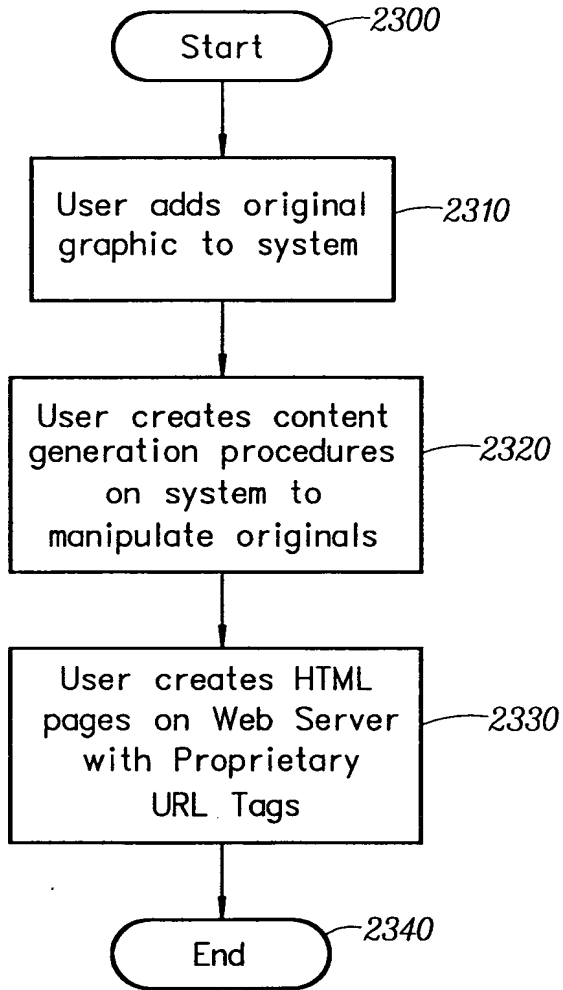 Start
2300
User adds original
graphic to system
2310
User creates content
generation procedures
on system to
manipulate originals
2320
User creates HTML
pages on Web Server
with Proprietary
URL Tags
2330
End
2340